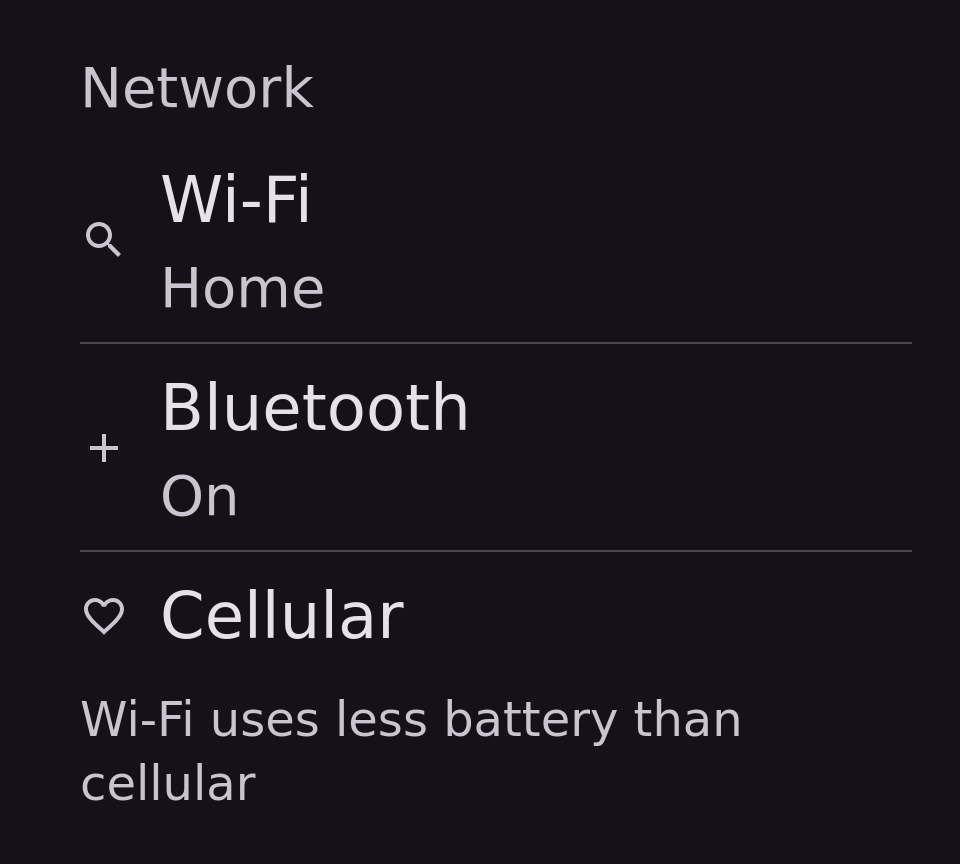 Network
Wi-Fi
Home
Bluetooth
On
Cellular
Wi-Fi uses less battery than
cellular